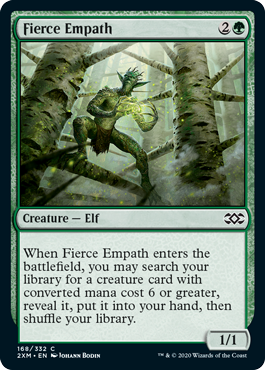 Fierce Empath 2
Creature — Elf
When Fierce Empath enters the
battlefield, you may search your
library for a creature card with
converted mana cost 6 or
greater, reveal it, put it into your
hand, then shuffle your library.
1/1
168/332 C
2XM • EN Johann Bodin
™ & © 2020 Wizards of the Coast